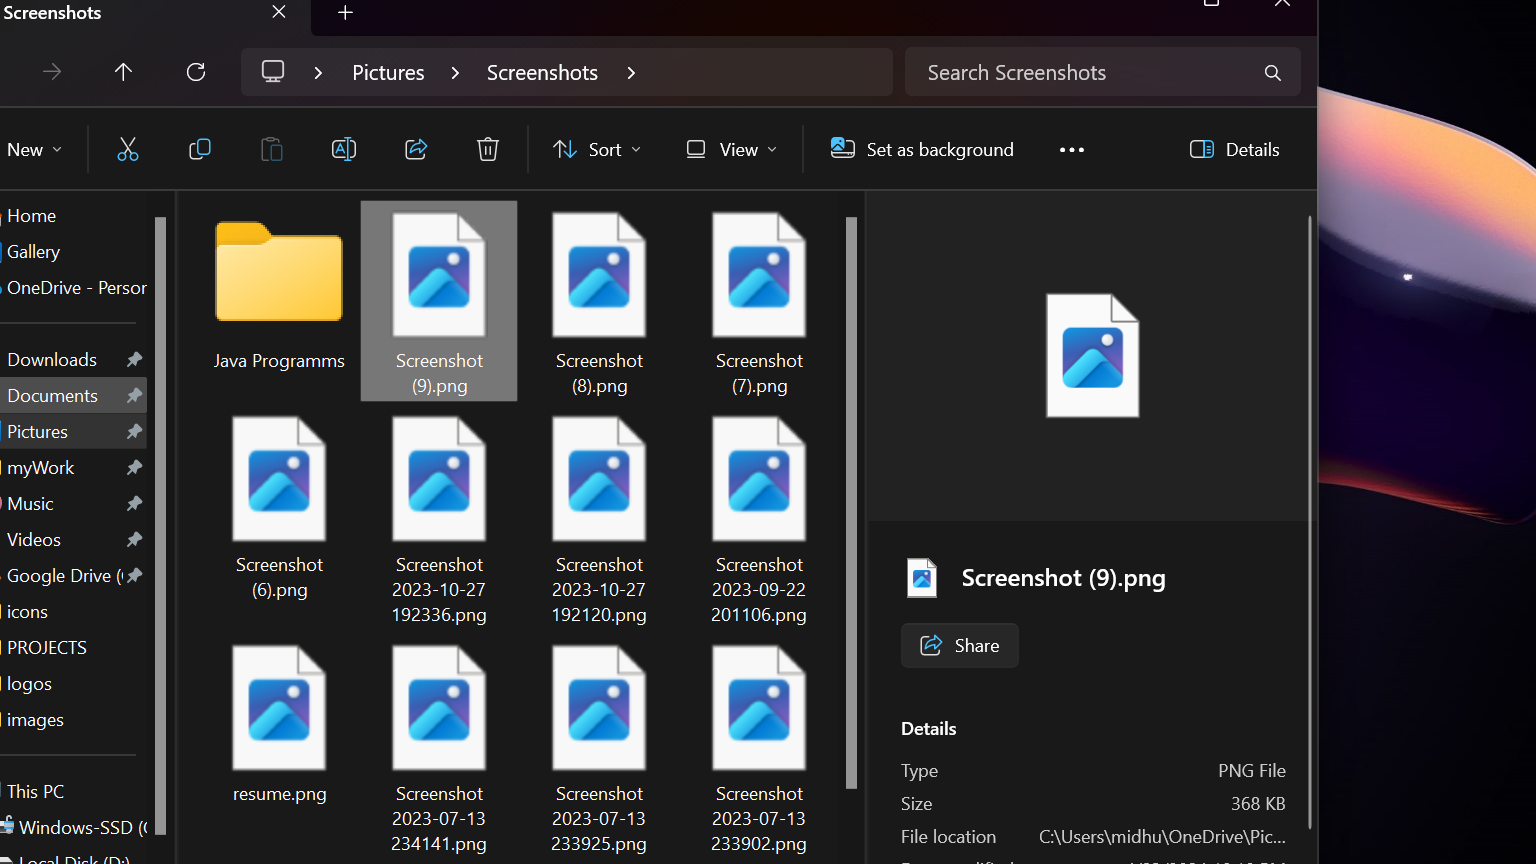 Screenshots
Pictures
Screenshots
Search Screenshots
New
Sort
View
Set as background
Details
Home
Gallery
OneDrive - Person
Downloads
Documents
Pictures
myWork
Music
Videos
Google Drive (
icons
PROJECTS
logos
images
This PC
Windows-SSD (
Local Disk (D:)
Java Programms
Screenshot
(9).png
Screenshot
(8).png
Screenshot
(7).png
Screenshot
(6).png
Screenshot
2023-10-27
192336.png
Screenshot
2023-10-27
192120.png
Screenshot
2023-09-22
201106.png
resume.png
Screenshot
2023-07-13
234141.png
Screenshot
2023-07-13
233925.png
Screenshot
2023-07-13
233902.png
Screenshot (9).png
Share
Details
Type PNG File
Size 368 KB
File location C:\Users\midhu\OneDrive\Pic...